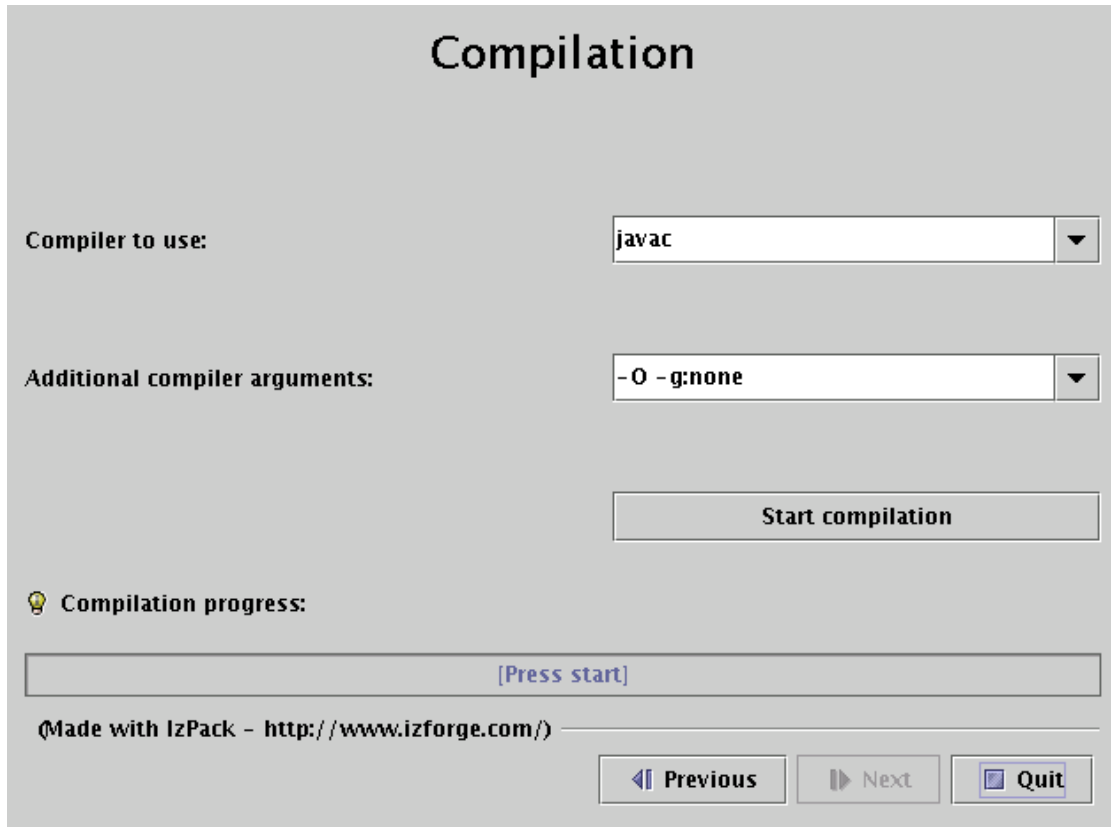 Compilation
Compiler to use:
javac
Additional compiler arguments:
-O -g:none
Start compilation
Compilation progress:
[Press start]
(Made with IzPack - http://www.izforge.com/)
Previous
Next
Quit